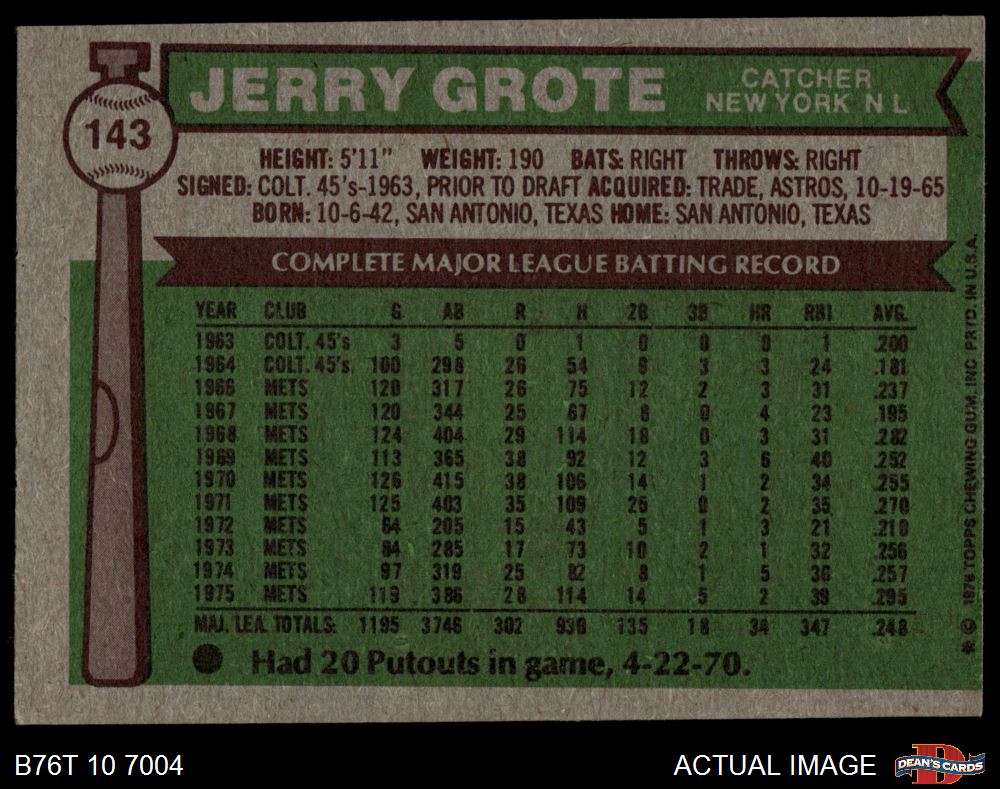 JERRY GROTE
CATCHER
NEW YORK N L
143
HEIGHT: 5'11" WEIGHT: 190 BATS: RIGHT THROWS: RIGHT
SIGNED: COLT. 45's-1963, PRIOR TO DRAFT ACQUIRED: TRADE, ASTROS, 10-19-65
BORN: 10-6-42, SAN ANTONIO, TEXAS HOME: SAN ANTONIO, TEXAS
COMPLETE MAJOR LEAGUE BATTING RECORD
YEAR CLUB G AB R H 2B 3B HR RBI AVG.
1963 COLT. 45's 3 5 0 1 0 0 0 1 .200
1964 COLT. 45's 100 298 26 54 9 3 3 24 .181
1966 METS 120 317 26 75 12 2 3 31 .237
1967 METS 120 344 25 67 8 0 4 23 .195
1968 METS 124 404 29 114 18 0 3 31 .282
1969 METS 113 365 38 92 12 3 6 40 .252
1970 METS 126 415 38 106 14 1 2 34 .255
1971 METS 125 403 35 109 25 0 2 35 .270
1972 METS 64 205 15 43 5 1 3 21 .210
1973 METS 84 285 17 73 10 2 1 32 .256
1974 METS 97 319 25 82 8 1 5 36 .257
1975 METS 119 386 28 114 14 5 2 39 .295
MAJ. LEA. TOTALS: 1195 3746 302 930 135 18 34 347 .248
Had 20 Putouts in game, 4-22-70.
* © 1976 TOPPS CHEWING GUM, INC PRTD. IN U.S.A.
B76T 10 7004
ACTUAL IMAGE
DEAN'S CARDS